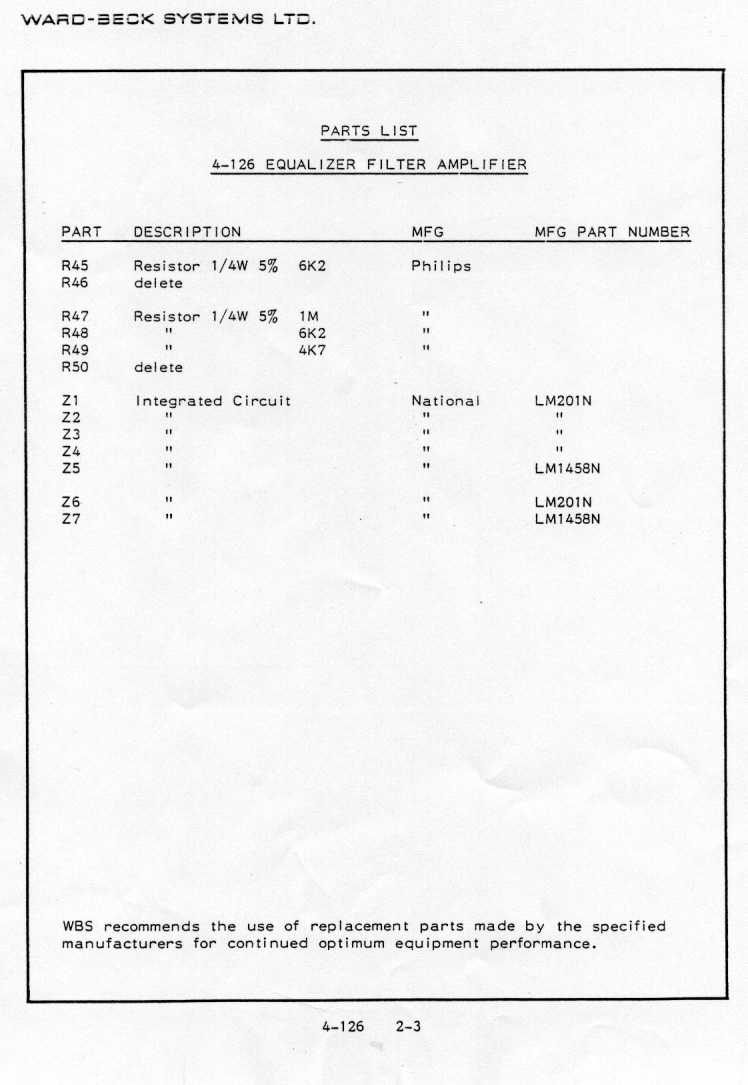 WARD-BECK SYSTEMS LTD.
PARTS LIST
4-126 EQUALIZER FILTER AMPLIFIER
PART DESCRIPTION MFG MFG PART NUMBER
R45 Resistor 1/4W 5% 6K2 Philips
R46 delete
R47 Resistor 1/4W 5% 1M "
R48 " 6K2 "
R49 " 4K7 "
R50 delete
Z1 Integrated Circuit National LM201N
Z2 " " "
Z3 " " "
Z4 " " "
Z5 " " LM1458N
Z6 " " LM201N
Z7 " " LM1458N
WBS recommends the use of replacement parts made by the specified
manufacturers for continued optimum equipment performance.
4-126 2-3